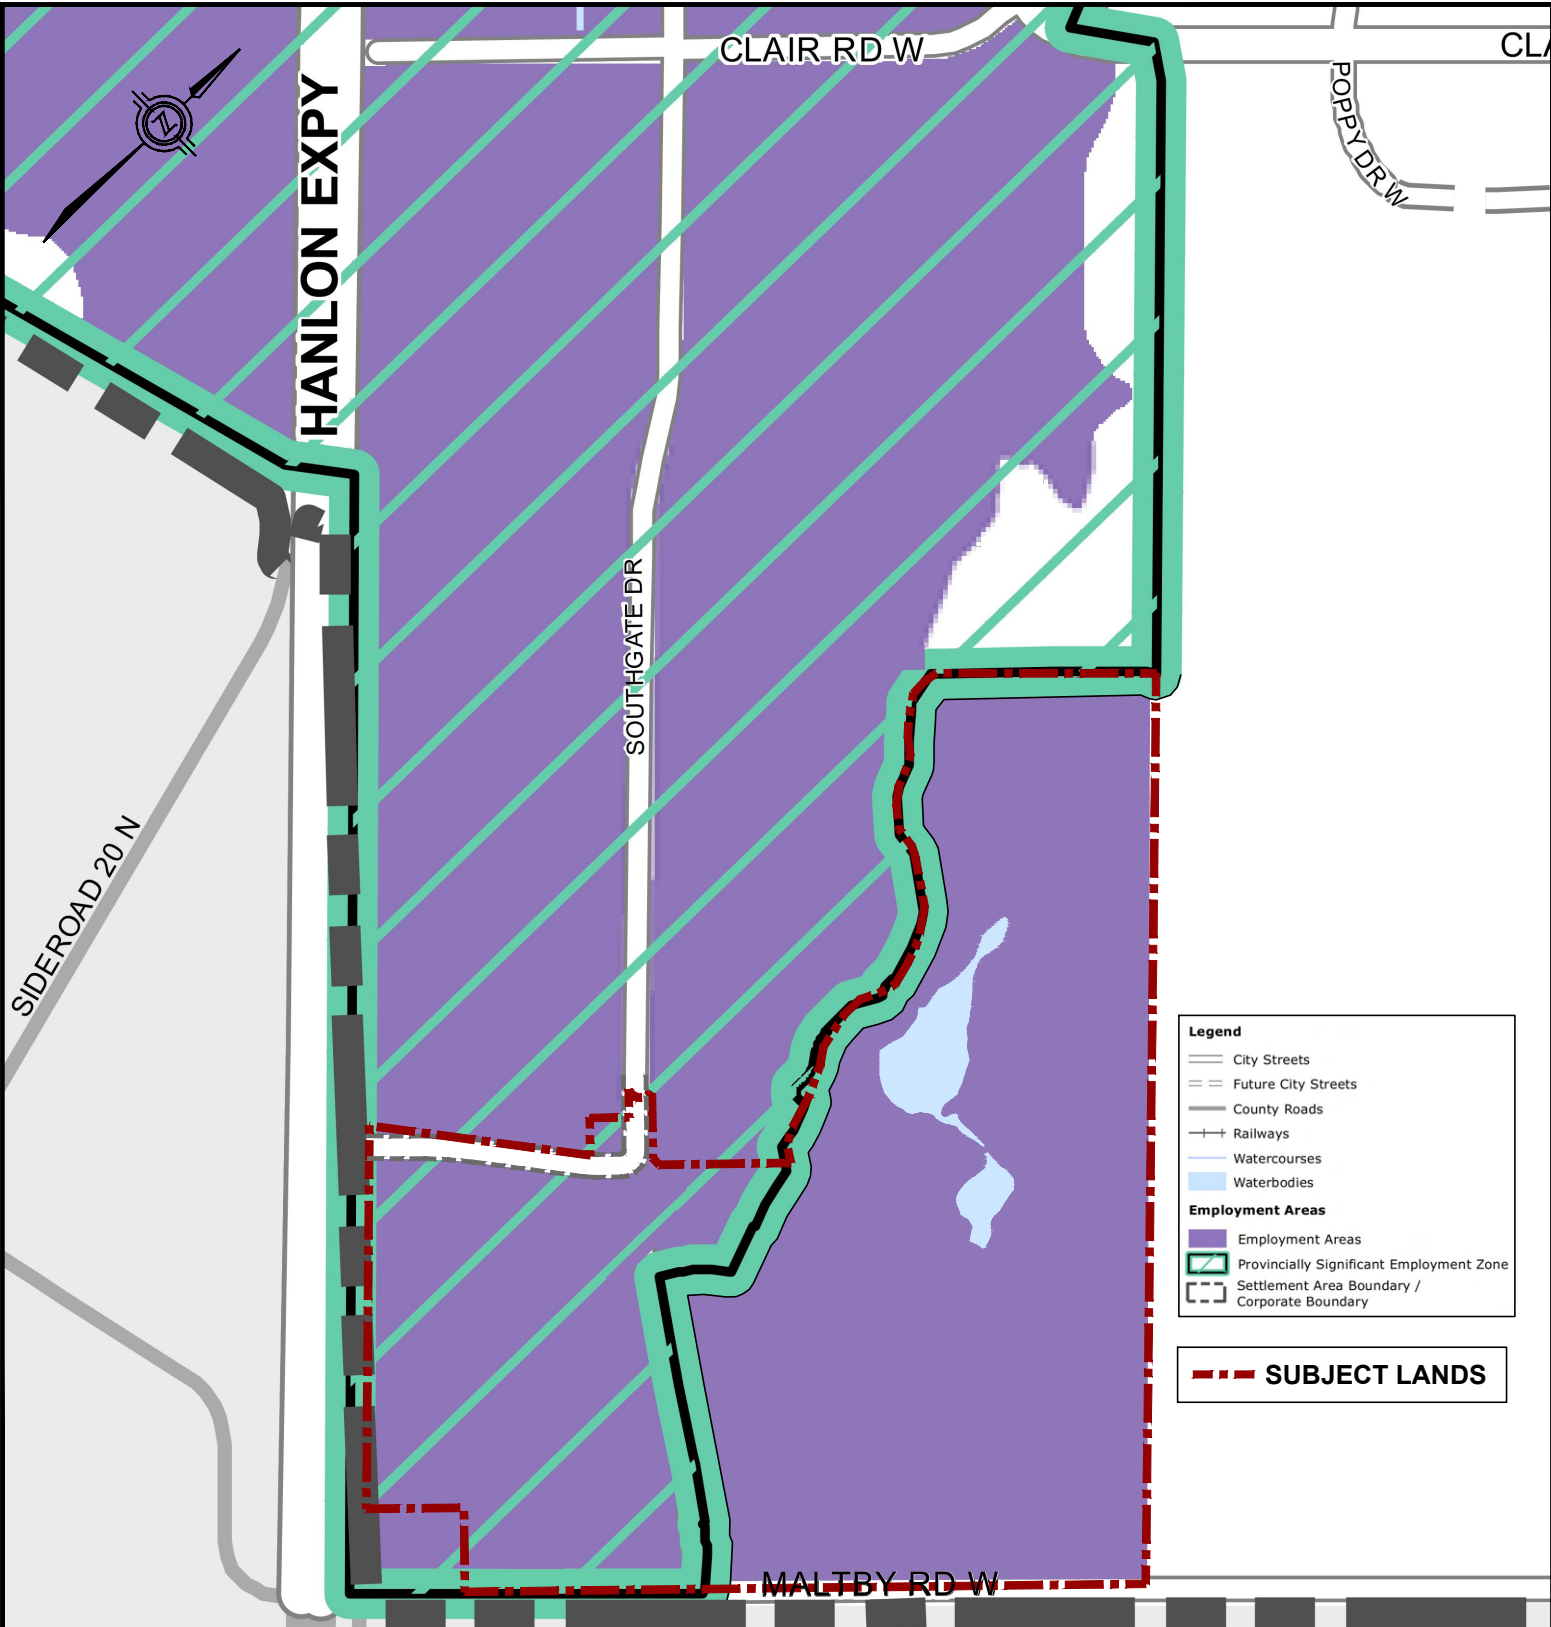 CLAIR RD W
CLA
POPPY DR W
HANLON EXPY
Z
SOUTHGATE DR
SIDEROAD 20 N
Legend
City Streets
Future City Streets
County Roads
Railways
Watercourses
Waterbodies
Employment Areas
Employment Areas
Provincially Significant Employment Zone
Settlement Area Boundary /
Corporate Boundary
SUBJECT LANDS
MALTBY RD W